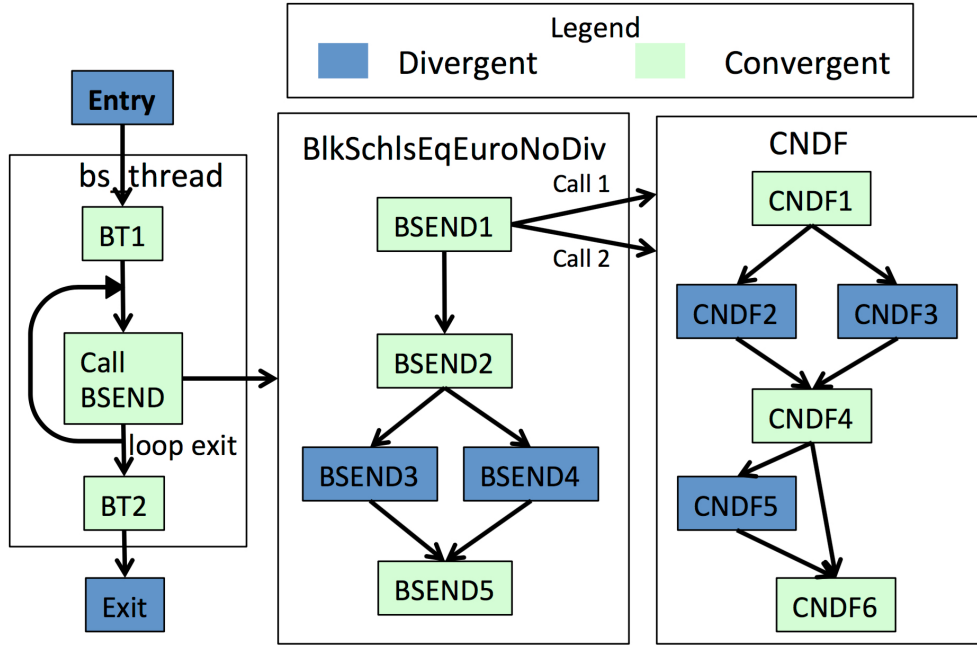 Legend
Divergent
Convergent
Entry
bs_thread
BT1
Call
BSEND
loop exit
BT2
Exit
BlkSchlsEqEuroNoDiv
Call 1
BSEND1
Call 2
BSEND2
BSEND3
BSEND4
BSEND5
CNDF
CNDF1
CNDF2
CNDF3
CNDF4
CNDF5
CNDF6